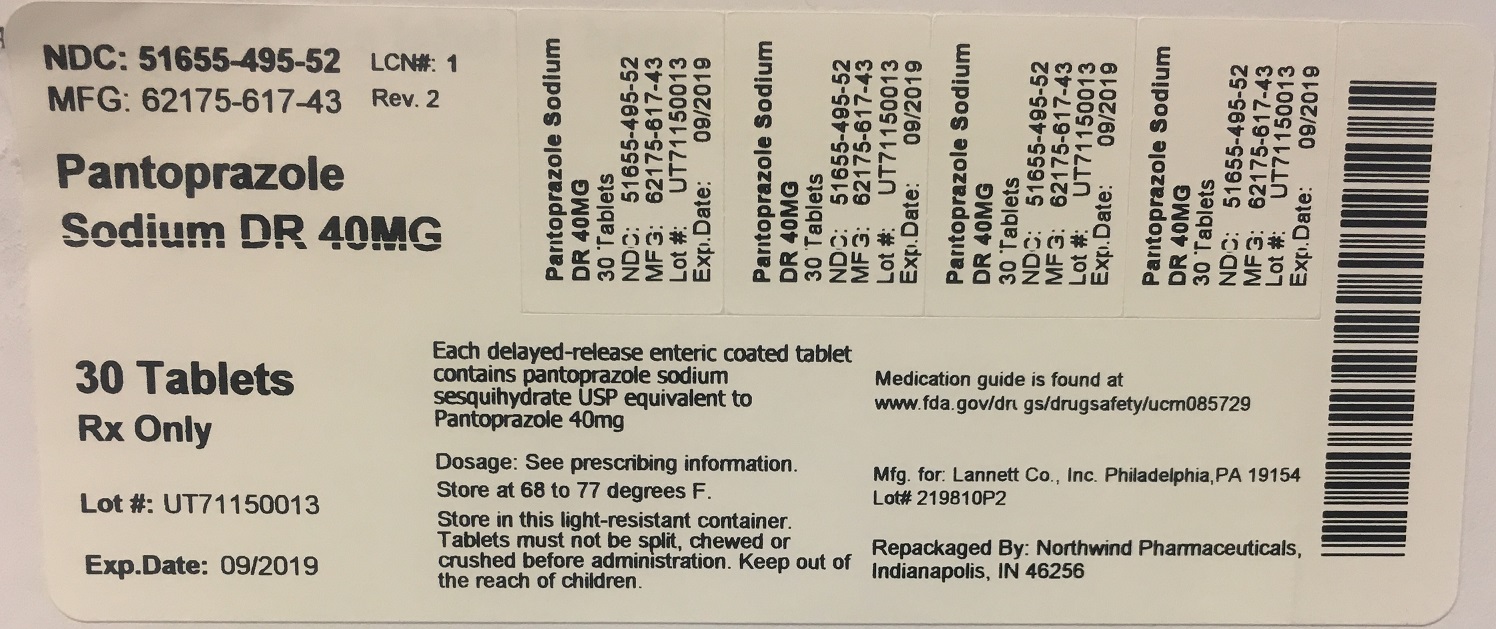 NDC: 51655-495-52 LCN#: 1
MFG: 62175-617-43 Rev. 2
Pantoprazole
Sodium DR 40MG
30 Tablets
Rx Only
Lot #: UT71150013
Exp.Date: 09/2019
Pantoprazole Sodium
DR 40MG
30 Tablets
NDC: 51655-495-52
MFG: 62175-617-43
Lot #: UT71150013
Exp.Date: 09/2019
Pantoprazole Sodium
DR 40MG
30 Tablets
NDC: 51655-495-52
MFG: 62175-617-43
Lot #: UT71150013
Exp.Date: 09/2019
Pantoprazole Sodium
DR 40MG
30 Tablets
NDC: 51655-495-52
MFG: 62175-617-43
Lot #: UT71150013
Exp.Date: 09/2019
Pantoprazole Sodium
DR 40MG
30 Tablets
NDC: 51655-495-52
MFG: 62175-617-43
Lot #: UT71150013
Exp.Date: 09/2019
Each delayed-release enteric coated tablet
contains pantoprazole sodium
sesquihydrate USP equivalent to
Pantoprazole 40mg
Dosage: See prescribing information.
Store at 68 to 77 degrees F.
Store in this light-resistant container.
Tablets must not be split, chewed or
crushed before administration. Keep out of
the reach of children.
Medication guide is found at
www.fda.gov/drugs/drugsafety/ucm085729
Mfg. for: Lannett Co., Inc. Philadelphia,PA 19154
Lot# 219810P2
Repackaged By: Northwind Pharmaceuticals,
Indianapolis, IN 46256